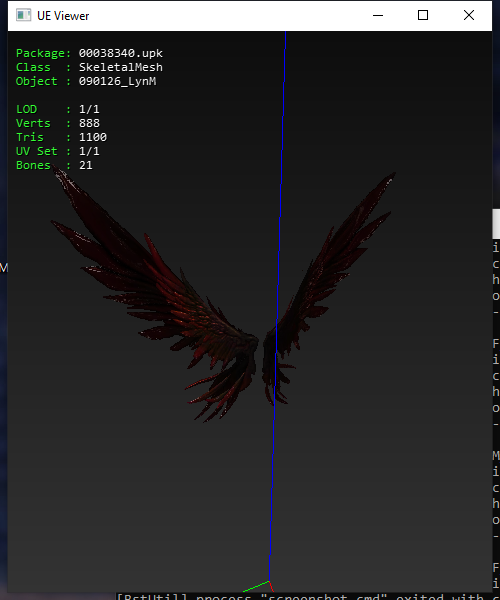 UE Viewer
Package: 00038340.upk
Class  : SkeletalMesh
Object : 090126_LynM
LOD    : 1/1
Verts  : 888
Tris   : 1100
UV Set : 1/1
Bones  : 21
M
i
c
h
o
-
F
i
c
h
o
-
M
i
c
h
o
-
F
i
[BstUtil] process "screenshot.cmd" exited with c